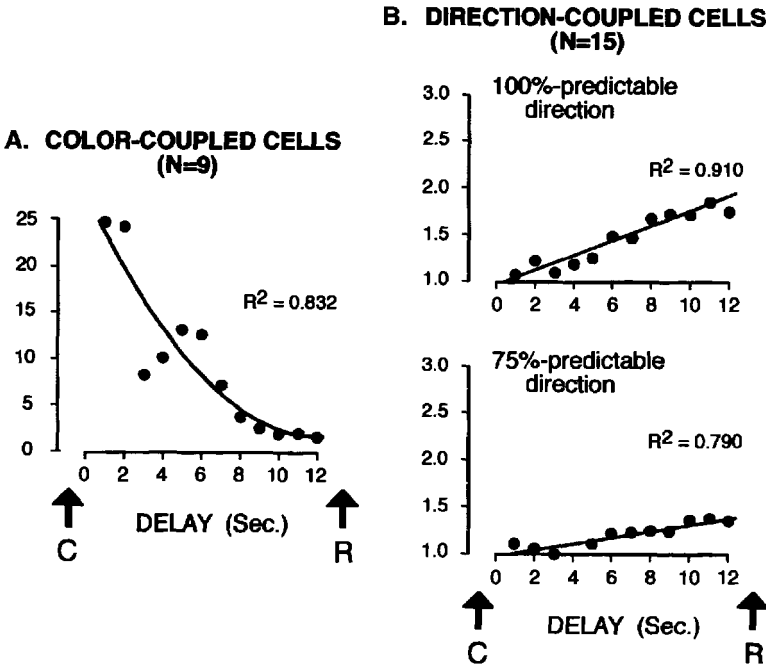 A. COLOR-COUPLED CELLS
(N=9)
25
20
15
10
5
0
R2 = 0.832
0 2 4 6 8 10 12
DELAY (Sec.)
C
R
B. DIRECTION-COUPLED CELLS
(N=15)
100%-predictable
direction
3.0
2.5
2.0
1.5
1.0
R2 = 0.910
0 2 4 6 8 10 12
75%-predictable
direction
3.0
2.5
2.0
1.5
1.0
R2 = 0.790
0 2 4 6 8 10 12
DELAY (Sec.)
C
R